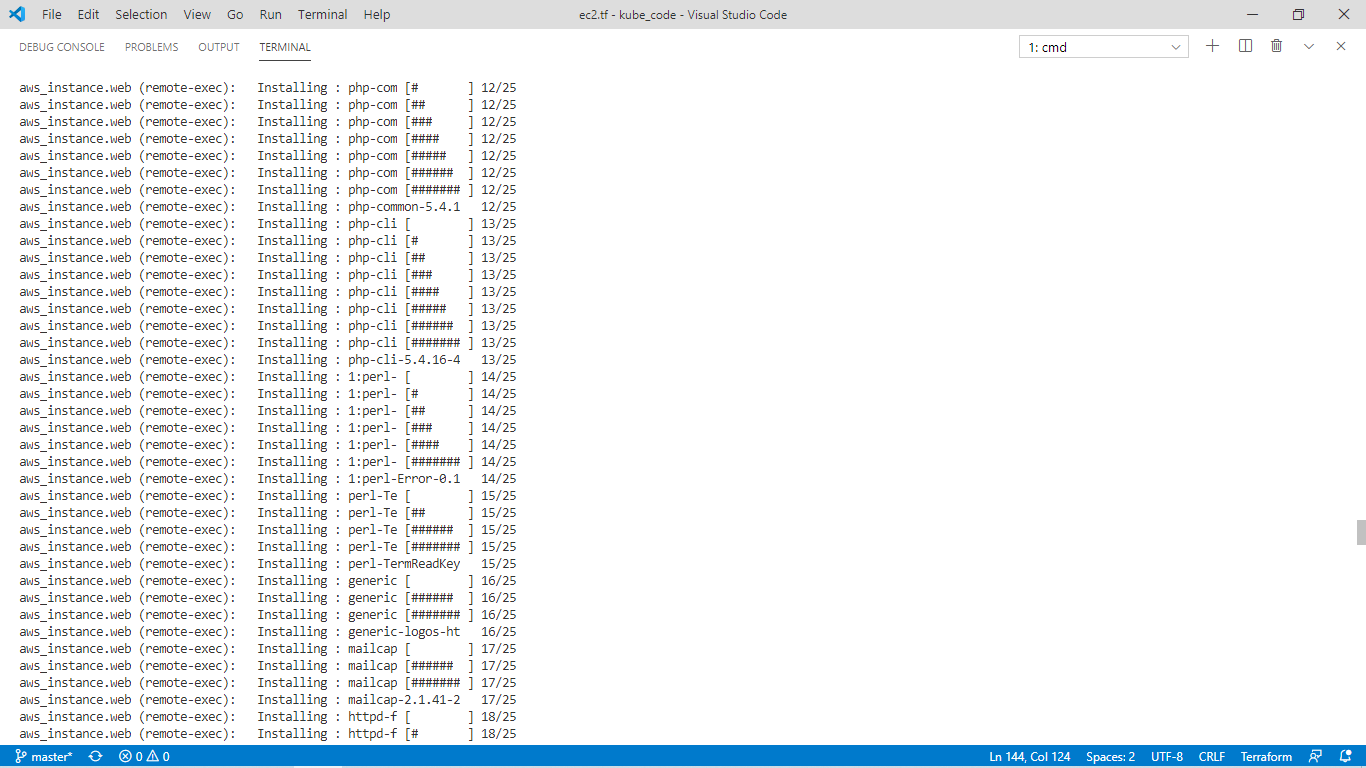 File Edit Selection View Go Run Terminal Help ec2.tf - kube_code - Visual Studio Code
DEBUG CONSOLE PROBLEMS OUTPUT TERMINAL 1: cmd
aws_instance.web (remote-exec):   Installing : php-com [#       ] 12/25
aws_instance.web (remote-exec):   Installing : php-com [##      ] 12/25
aws_instance.web (remote-exec):   Installing : php-com [###     ] 12/25
aws_instance.web (remote-exec):   Installing : php-com [####    ] 12/25
aws_instance.web (remote-exec):   Installing : php-com [#####   ] 12/25
aws_instance.web (remote-exec):   Installing : php-com [######  ] 12/25
aws_instance.web (remote-exec):   Installing : php-com [####### ] 12/25
aws_instance.web (remote-exec):   Installing : php-common-5.4.1   12/25
aws_instance.web (remote-exec):   Installing : php-cli [        ] 13/25
aws_instance.web (remote-exec):   Installing : php-cli [#       ] 13/25
aws_instance.web (remote-exec):   Installing : php-cli [##      ] 13/25
aws_instance.web (remote-exec):   Installing : php-cli [###     ] 13/25
aws_instance.web (remote-exec):   Installing : php-cli [####    ] 13/25
aws_instance.web (remote-exec):   Installing : php-cli [#####   ] 13/25
aws_instance.web (remote-exec):   Installing : php-cli [######  ] 13/25
aws_instance.web (remote-exec):   Installing : php-cli [####### ] 13/25
aws_instance.web (remote-exec):   Installing : php-cli-5.4.16-4   13/25
aws_instance.web (remote-exec):   Installing : 1:perl- [        ] 14/25
aws_instance.web (remote-exec):   Installing : 1:perl- [#       ] 14/25
aws_instance.web (remote-exec):   Installing : 1:perl- [##      ] 14/25
aws_instance.web (remote-exec):   Installing : 1:perl- [###     ] 14/25
aws_instance.web (remote-exec):   Installing : 1:perl- [####    ] 14/25
aws_instance.web (remote-exec):   Installing : 1:perl- [####### ] 14/25
aws_instance.web (remote-exec):   Installing : 1:perl-Error-0.1   14/25
aws_instance.web (remote-exec):   Installing : perl-Te [        ] 15/25
aws_instance.web (remote-exec):   Installing : perl-Te [##      ] 15/25
aws_instance.web (remote-exec):   Installing : perl-Te [######  ] 15/25
aws_instance.web (remote-exec):   Installing : perl-Te [####### ] 15/25
aws_instance.web (remote-exec):   Installing : perl-TermReadKey   15/25
aws_instance.web (remote-exec):   Installing : generic [        ] 16/25
aws_instance.web (remote-exec):   Installing : generic [######  ] 16/25
aws_instance.web (remote-exec):   Installing : generic [####### ] 16/25
aws_instance.web (remote-exec):   Installing : generic-logos-ht   16/25
aws_instance.web (remote-exec):   Installing : mailcap [        ] 17/25
aws_instance.web (remote-exec):   Installing : mailcap [######  ] 17/25
aws_instance.web (remote-exec):   Installing : mailcap [####### ] 17/25
aws_instance.web (remote-exec):   Installing : mailcap-2.1.41-2   17/25
aws_instance.web (remote-exec):   Installing : httpd-f [        ] 18/25
aws_instance.web (remote-exec):   Installing : httpd-f [#       ] 18/25
master* 0 0 Ln 144, Col 124 Spaces: 2 UTF-8 CRLF Terraform